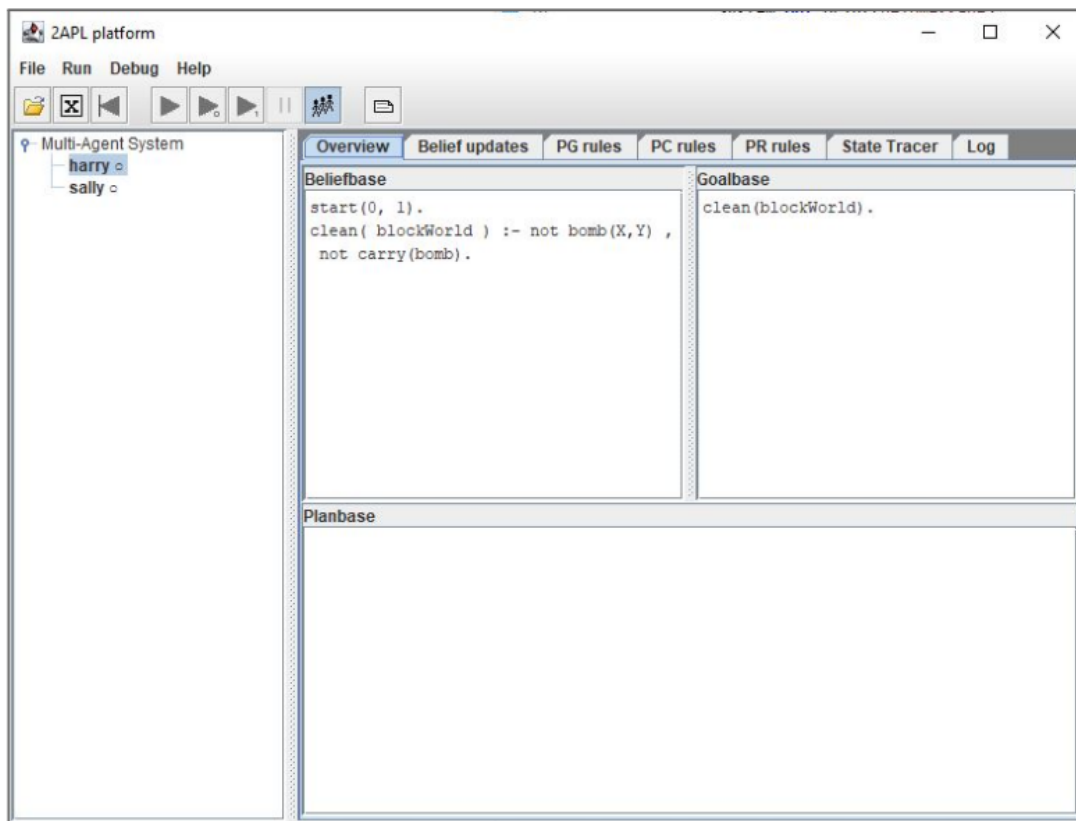 2APL platform
File Run Debug Help
Multi-Agent System
harry
sally
Overview Belief updates PG rules PC rules PR rules State Tracer Log
Beliefbase
start(0, 1).
clean( blockWorld ) :- not bomb(X,Y) ,
not carry(bomb).
Goalbase
clean(blockWorld).
Planbase